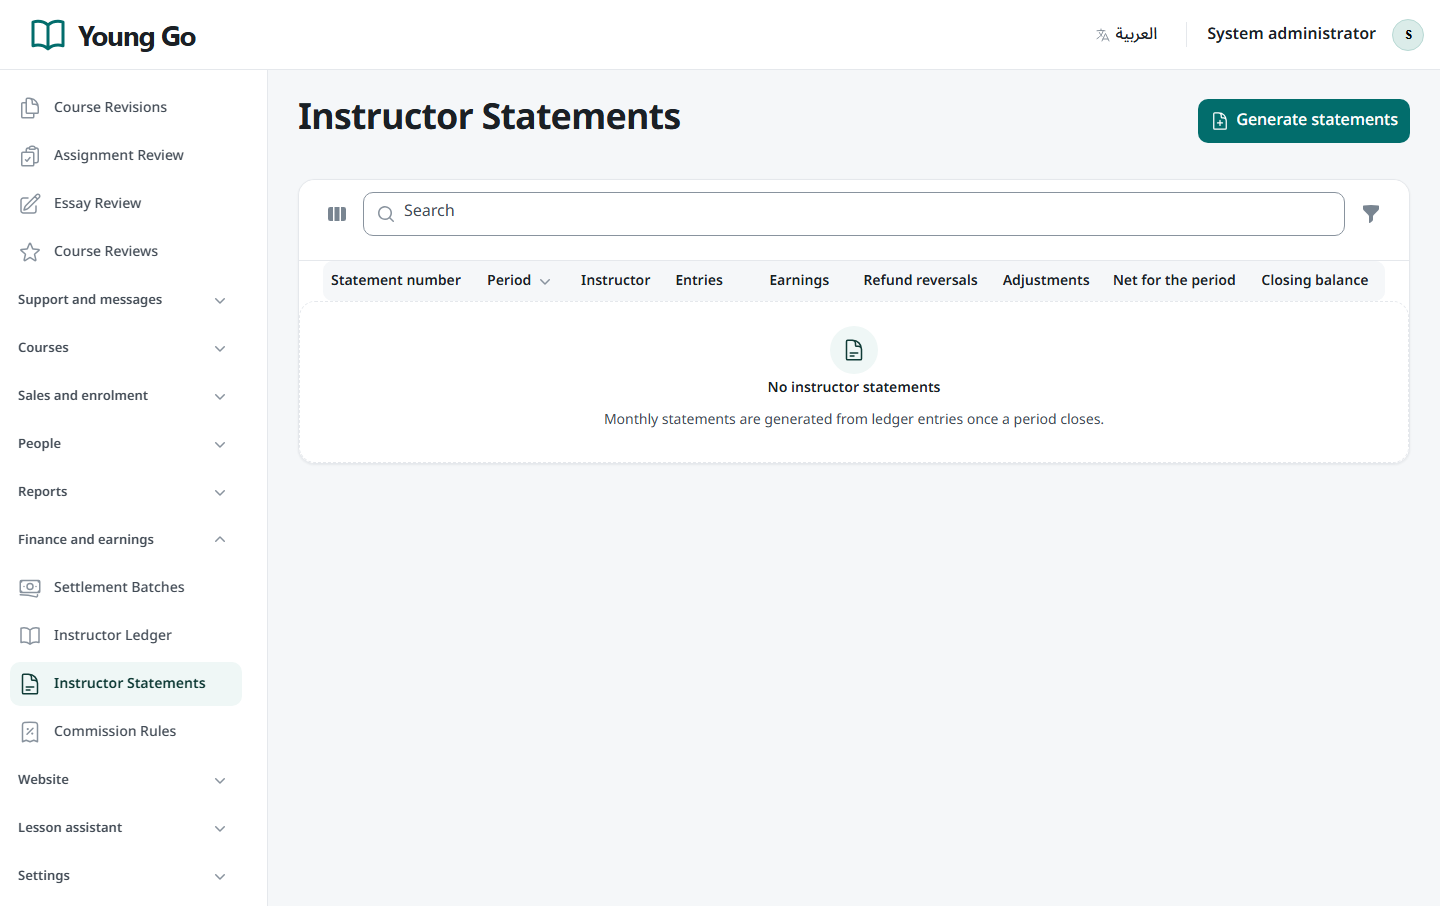 Young Go
العربية
System administrator
S
Course Revisions
Assignment Review
Essay Review
Course Reviews
Support and messages
Courses
Sales and enrolment
People
Reports
Finance and earnings
Settlement Batches
Instructor Ledger
Instructor Statements
Commission Rules
Website
Lesson assistant
Settings
Instructor Statements
Generate statements
Search
Statement number Period Instructor Entries Earnings Refund reversals Adjustments Net for the period Closing balance
No instructor statements
Monthly statements are generated from ledger entries once a period closes.